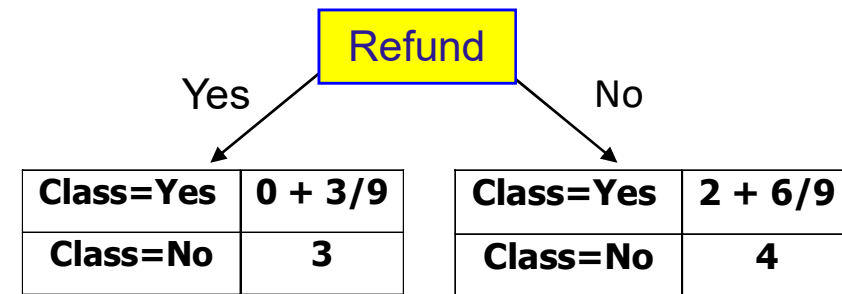 Refund
Yes
No
Class=Yes 0 + 3/9
Class=No 3
Class=Yes 2 + 6/9
Class=No 4